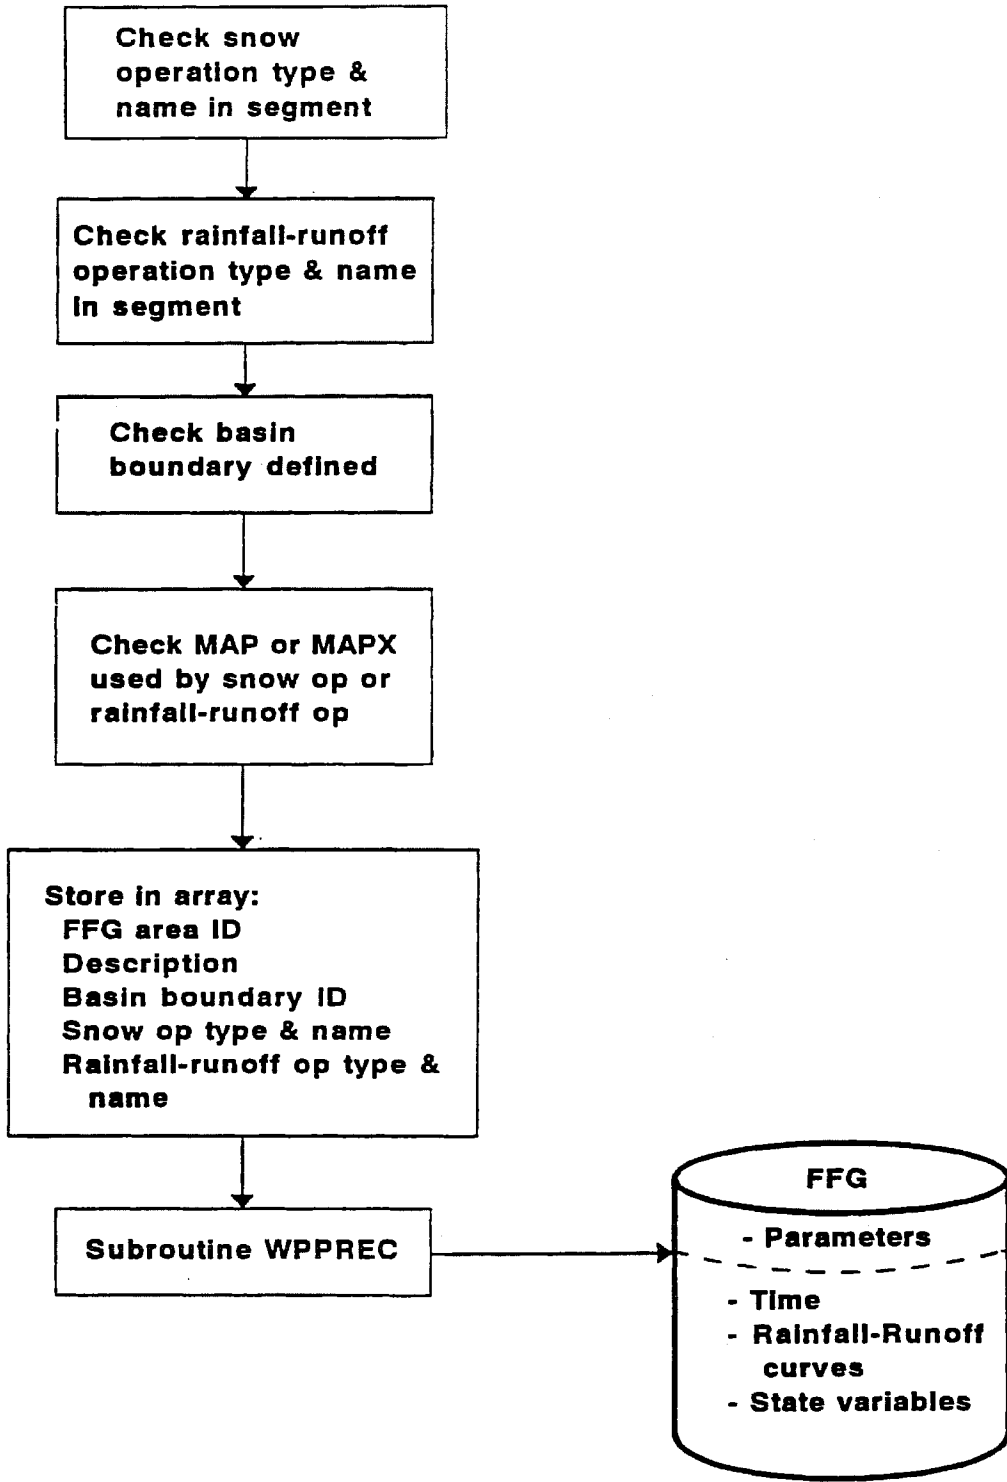 Check snow
operation type &
name in segment
Check rainfall-runoff
operation type & name
in segment
Check basin
boundary defined
Check MAP or MAPX
used by snow op or
rainfall-runoff op
Store in array:
FFG area ID
Description
Basin boundary ID
Snow op type & name
Rainfall-runoff op type &
name
Subroutine WPPREC
FFG
- Parameters
- Time
- Rainfall-Runoff
curves
- State variables